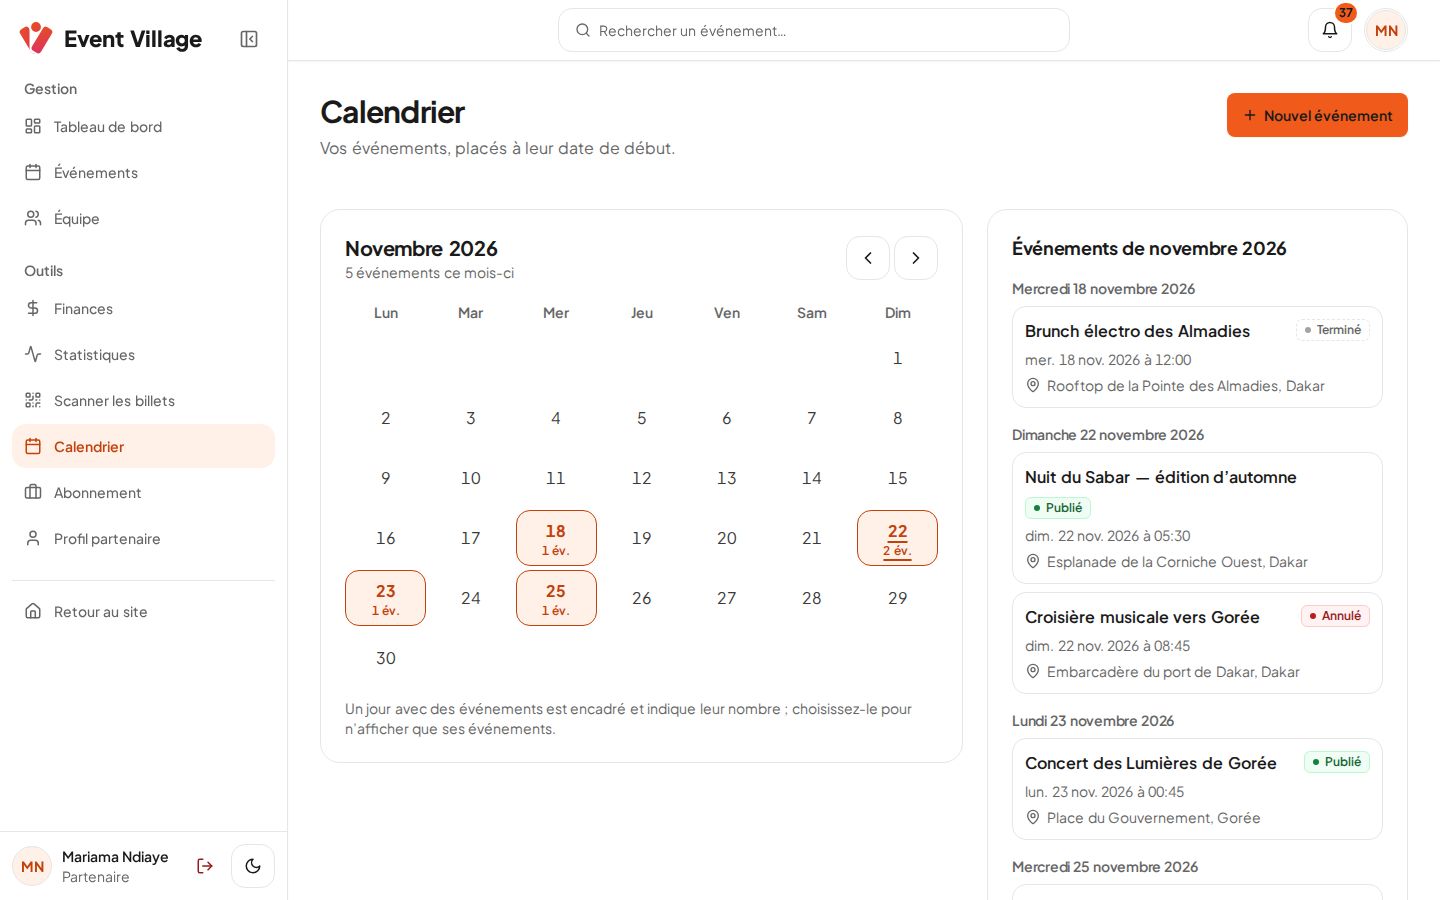 Event Village
Gestion
Tableau de bord
Événements
Équipe
Outils
Finances
Statistiques
Scanner les billets
Calendrier
Abonnement
Profil partenaire
Retour au site
MN
Mariama Ndiaye
Partenaire
Rechercher un événement…
37
MN
Calendrier
Vos événements, placés à leur date de début.
Nouvel événement
Novembre 2026
5 événements ce mois-ci
Lun Mar Mer Jeu Ven Sam Dim
1
2 3 4 5 6 7 8
9 10 11 12 13 14 15
16 17 18 19 20 21 22
1 év. 2 év.
23 24 25 26 27 28 29
1 év. 1 év.
30
Un jour avec des événements est encadré et indique leur nombre ; choisissez-le pour
n’afficher que ses événements.
Événements de novembre 2026
Mercredi 18 novembre 2026
Brunch électro des Almadies Terminé
mer. 18 nov. 2026 à 12:00
Rooftop de la Pointe des Almadies, Dakar
Dimanche 22 novembre 2026
Nuit du Sabar — édition d’automne
Publié
dim. 22 nov. 2026 à 05:30
Esplanade de la Corniche Ouest, Dakar
Croisière musicale vers Gorée Annulé
dim. 22 nov. 2026 à 08:45
Embarcadère du port de Dakar, Dakar
Lundi 23 novembre 2026
Concert des Lumières de Gorée Publié
lun. 23 nov. 2026 à 00:45
Place du Gouvernement, Gorée
Mercredi 25 novembre 2026